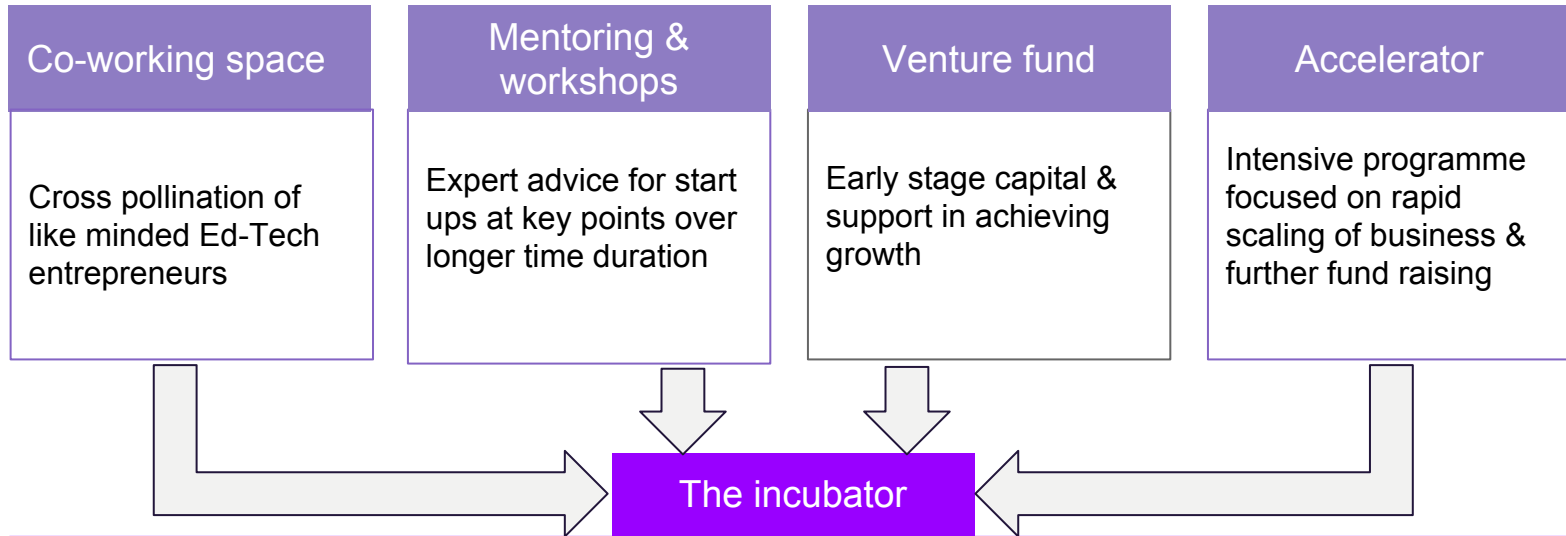 Co-working space
Cross pollination of
like minded Ed-Tech
entrepreneurs
Mentoring &
workshops
Expert advice for start
ups at key points over
longer time duration
Venture fund
Early stage capital &
support in achieving
growth
Accelerator
Intensive programme
focused on rapid
scaling of business &
further fund raising
The incubator